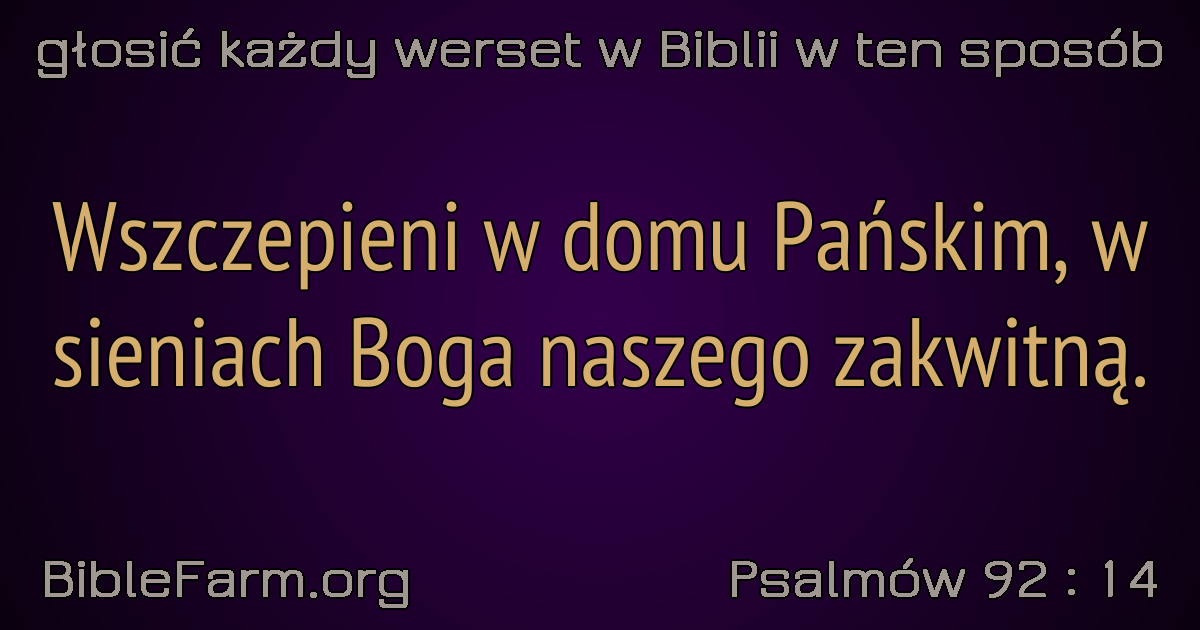 głosić każdy werset w Biblii w ten sposób
Wszczepieni w domu Pańskim, w
sieniach Boga naszego zakwitną.
BibleFarm.org
Psalmów 92 : 14